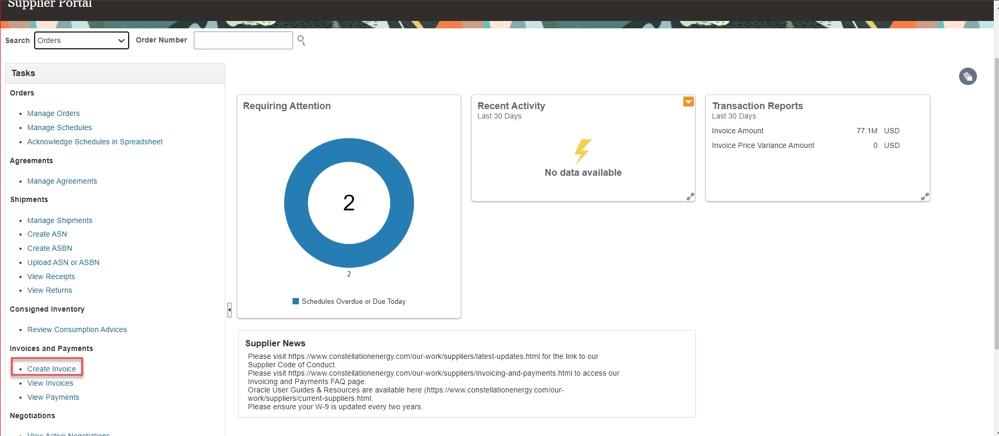 Supplier Portal
Search
Orders
Order Number
Tasks
Orders
Manage Orders
Manage Schedules
Acknowledge Schedules in Spreadsheet
Agreements
Manage Agreements
Shipments
Manage Shipments
Create ASN
Create ASBN
Upload ASN or ASBN
View Receipts
View Returns
Consigned Inventory
Review Consumption Advices
Invoices and Payments
Create Invoice
View Invoices
View Payments
Negotiations
View Active Negotiations
Requiring Attention
2
2
Schedules Overdue or Due Today
Recent Activity
Last 30 Days
No data available
Transaction Reports
Last 30 Days
Invoice Amount 77.1M USD
Invoice Price Variance Amount 0 USD
Supplier News
Please visit https://www.constellationenergy.com/our-work/suppliers/latest-updates.html for the link to our
Supplier Code of Conduct.
Please visit https://www.constellationenergy.com/our-work/suppliers/invoicing-and-payments.html to access our
Invoicing and Payments FAQ page.
Oracle User Guides & Resources are available here (https://www.constellationenergy.com/our-
work/suppliers/current-suppliers.html.
Please ensure your W-9 is updated every two years.